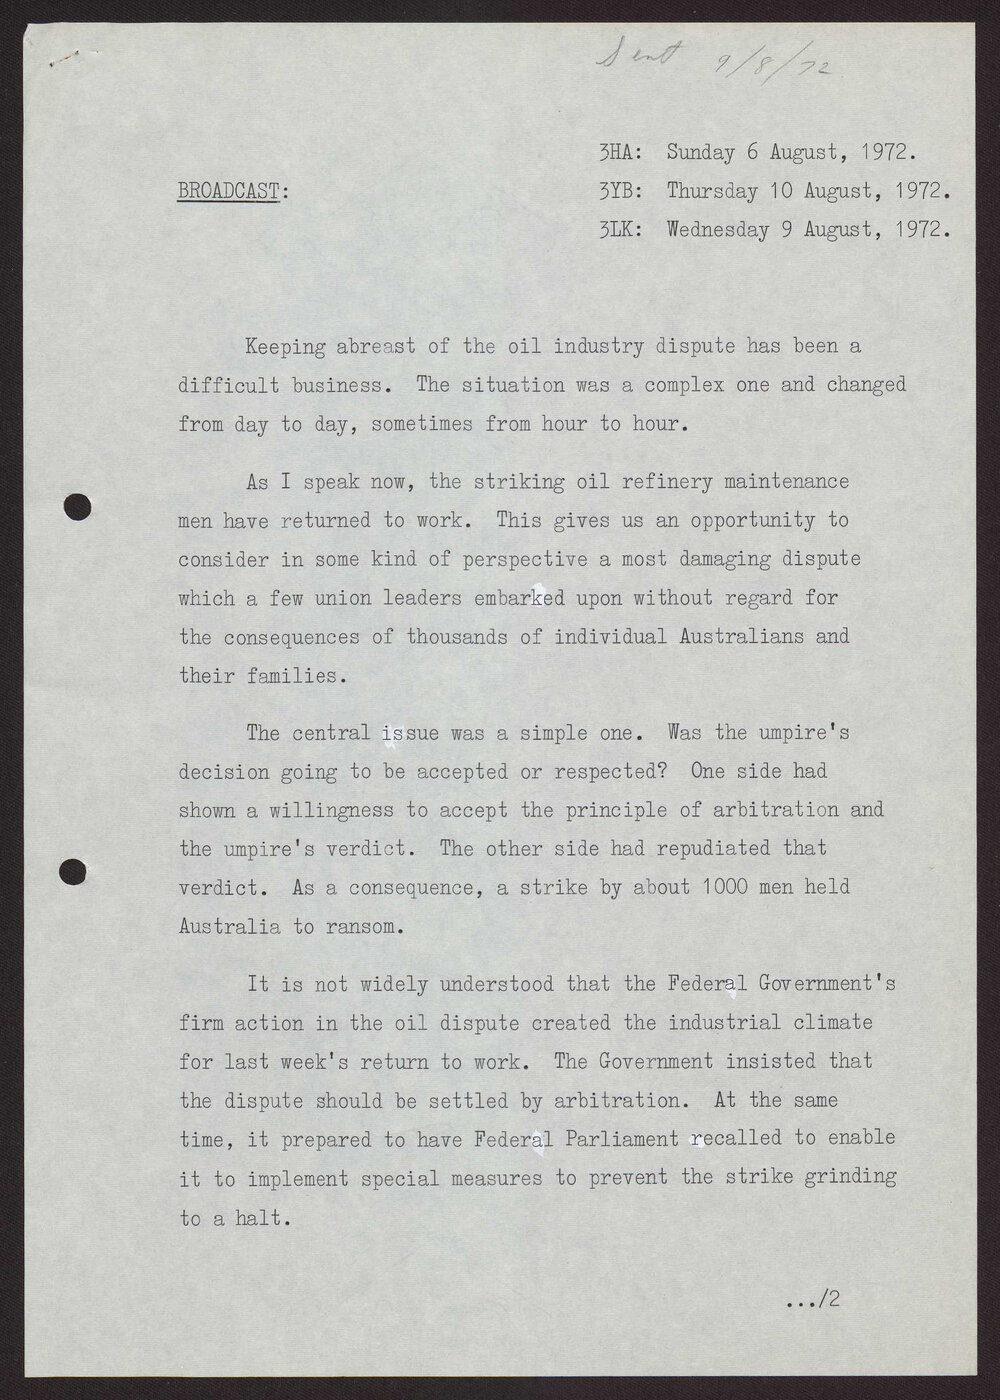 Sent 9/8/72
3HA: Sunday 6 August, 1972.
BROADCAST: 3YB: Thursday 10 August, 1972.
3LK: Wednesday 9 August, 1972.
Keeping abreast of the oil industry dispute has been a
difficult business. The situation was a complex one and changed
from day to day, sometimes from hour to hour.
As I speak now, the striking oil refinery maintenance
men have returned to work. This gives us an opportunity to
consider in some kind of perspective a most damaging dispute
which a few union leaders embarked upon without regard for
the consequences of thousands of individual Australians and
their families.
The central issue was a simple one. Was the umpire's
decision going to be accepted or respected? One side had
shown a willingness to accept the principle of arbitration and
the umpire's verdict. The other side had repudiated that
verdict. As a consequence, a strike by about 1000 men held
Australia to ransom.
It is not widely understood that the Federal Government's
firm action in the oil dispute created the industrial climate
for last week's return to work. The Government insisted that
the dispute should be settled by arbitration. At the same
time, it prepared to have Federal Parliament recalled to enable
it to implement special measures to prevent the strike grinding
to a halt.
.../2